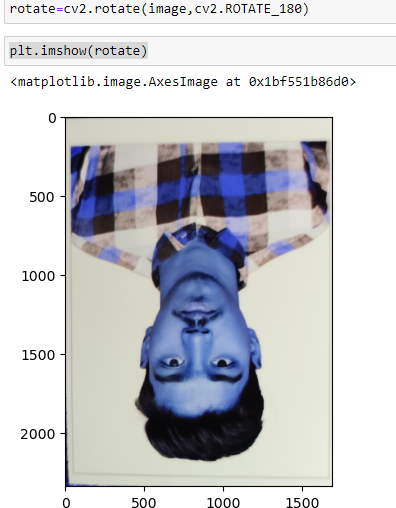 rotate=cv2.rotate(image,cv2.ROTATE_180)
plt.imshow(rotate)
<matplotlib.image.AxesImage at 0x1bf551b86d0>
0
500
1000
1500
2000
0 500 1000 1500